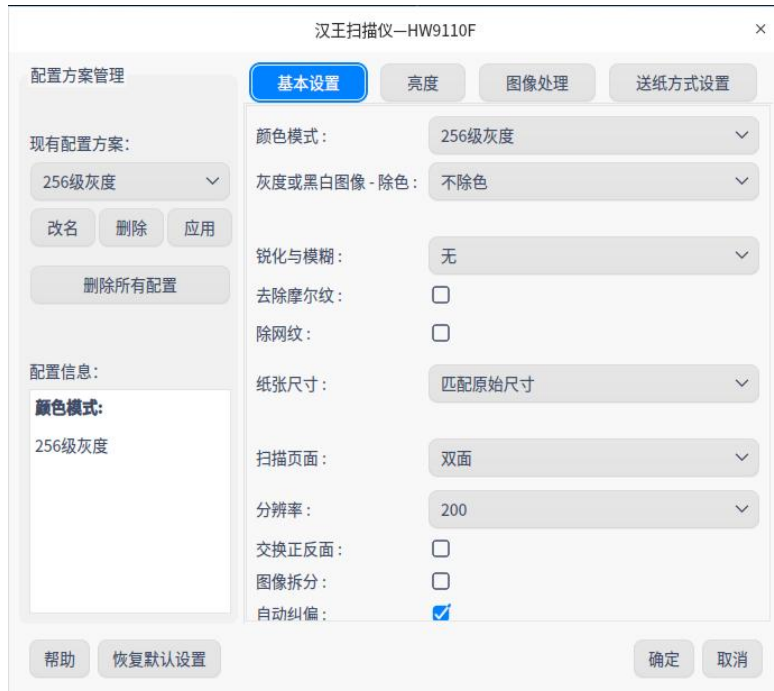 汉王扫描仪—HW9110F
配置方案管理
现有配置方案:
256级灰度
改名 删除 应用
删除所有配置
配置信息:
颜色模式:
256级灰度
基本设置 亮度 图像处理 送纸方式设置
颜色模式: 256级灰度
灰度或黑白图像 - 除色: 不除色
锐化与模糊: 无
去除摩尔纹:
除网纹:
纸张尺寸: 匹配原始尺寸
扫描页面: 双面
分辨率: 200
交换正反面:
图像拆分:
自动纠偏:
帮助 恢复默认设置 确定 取消